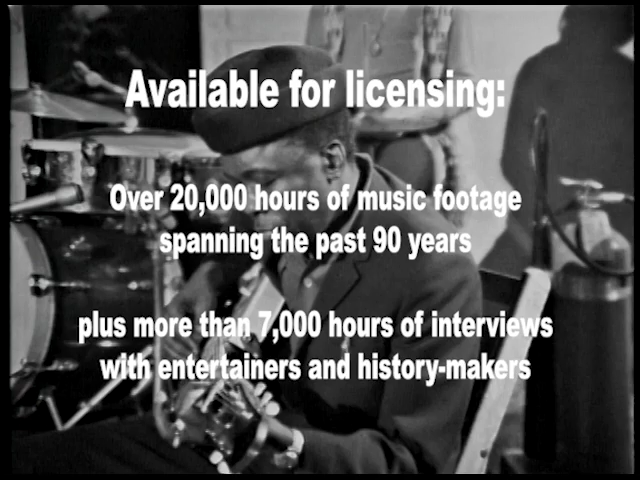 Available for licensing:
Over 20,000 hours of music footage
spanning the past 90 years
plus more than 7,000 hours of interviews
with entertainers and history-makers